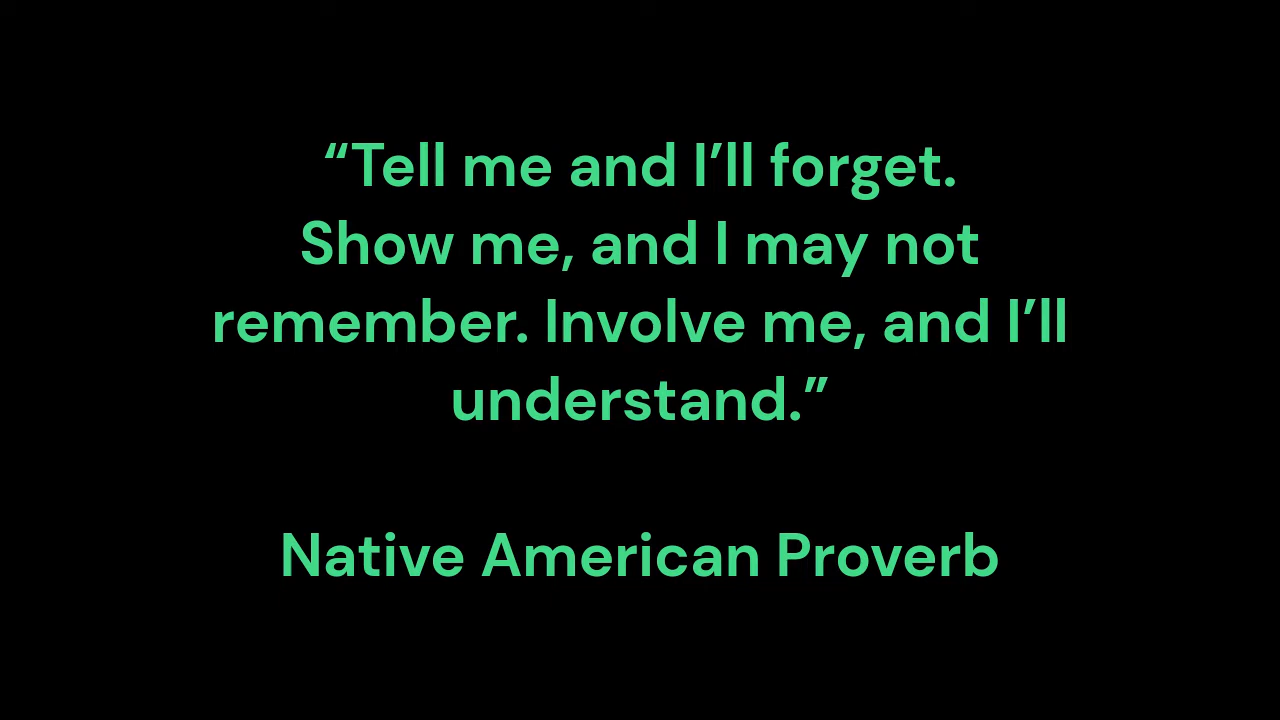 “Tell me and I’ll forget.
Show me, and I may not
remember. Involve me, and I’ll
understand.”
Native American Proverb